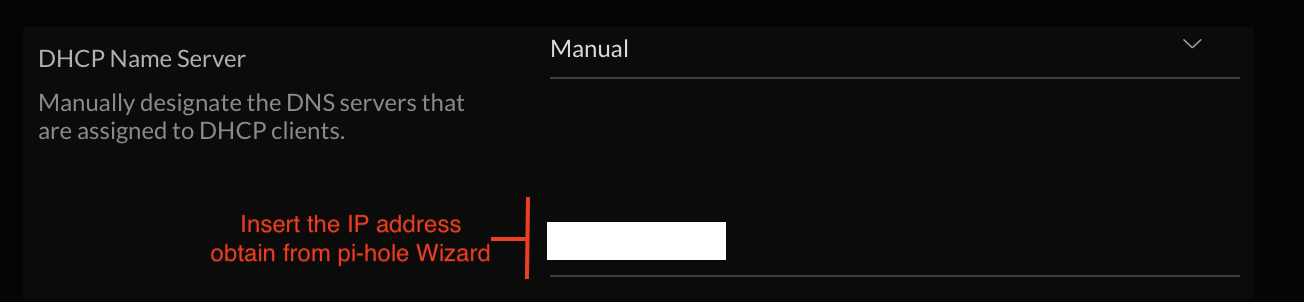 DHCP Name Server
Manual
Manually designate the DNS servers that
are assigned to DHCP clients.
Insert the IP address
obtain from pi-hole Wizard